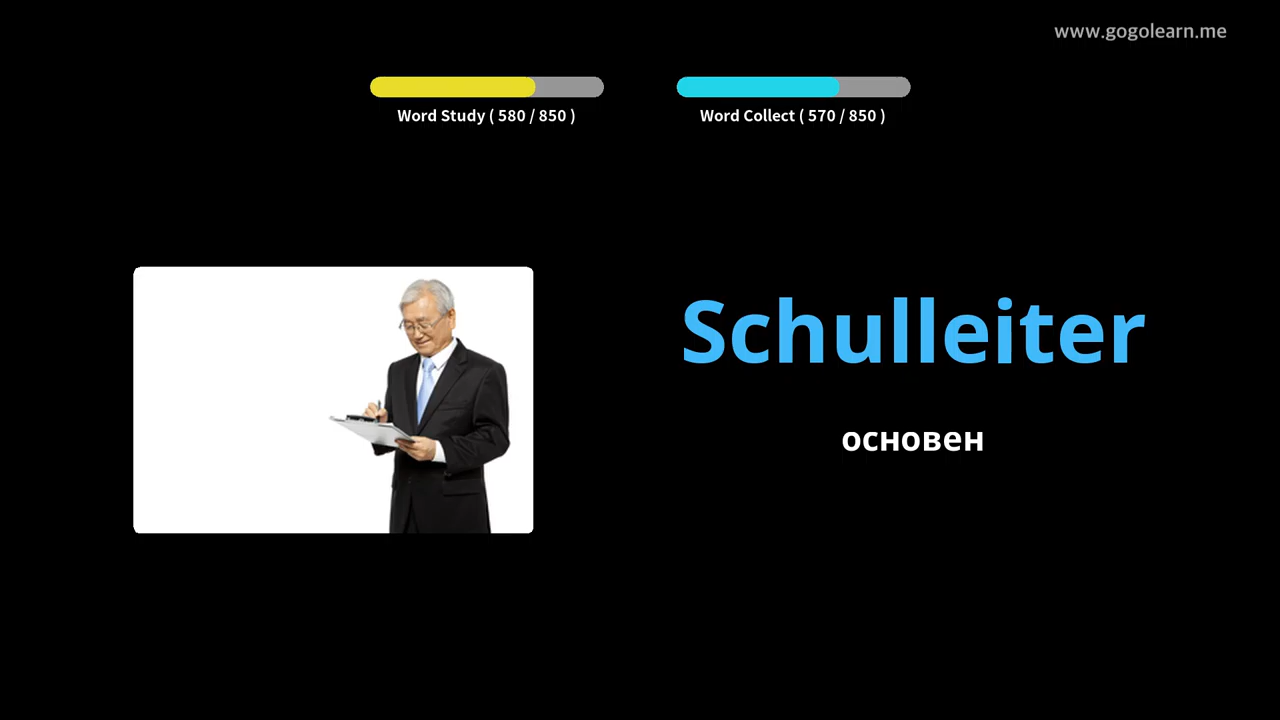 www.gogolearn.me
Word Study ( 580 / 850 )
Word Collect ( 570 / 850 )
Schulleiter
основен